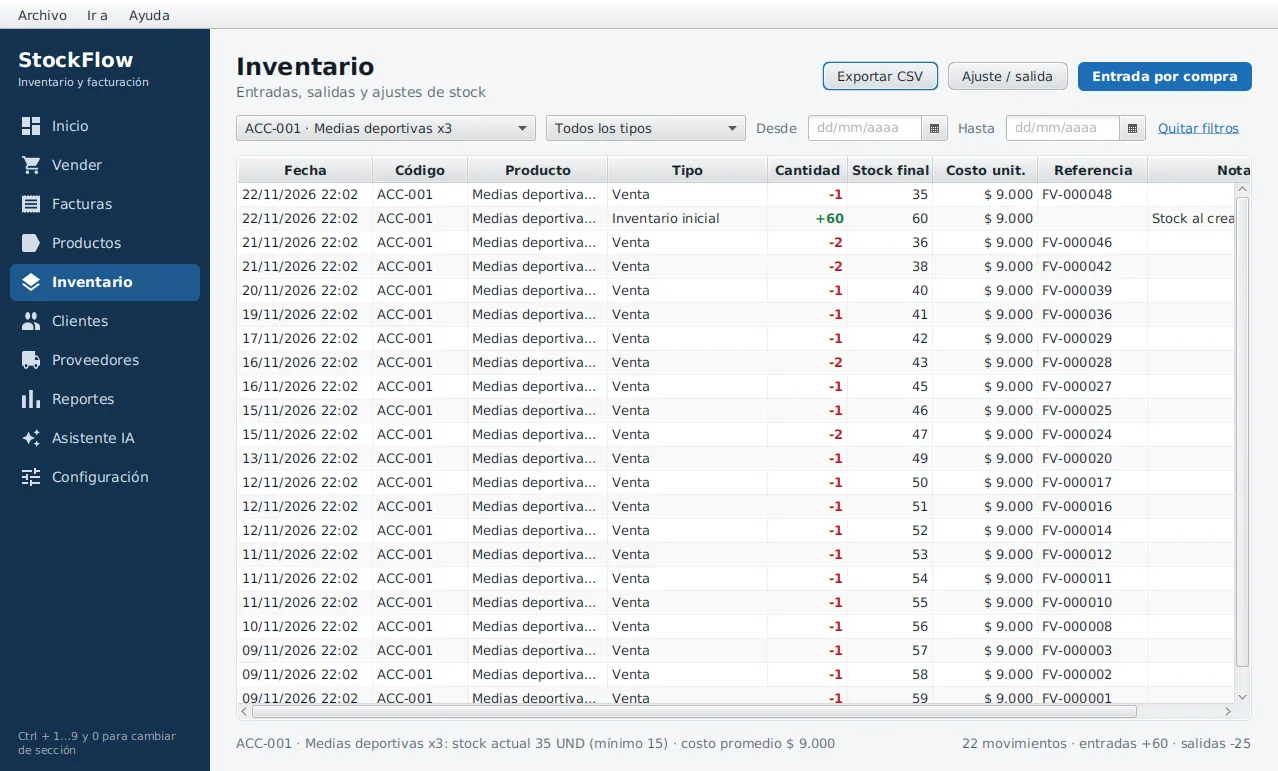 Archivo Ir a Ayuda
StockFlow
Inventario y facturación
Inicio
Vender
Facturas
Productos
Inventario
Clientes
Proveedores
Reportes
Asistente IA
Configuración
Ctrl + 1...9 y 0 para cambiar
de sección
Inventario
Entradas, salidas y ajustes de stock
Exportar CSV Ajuste / salida Entrada por compra
ACC-001 · Medias deportivas x3 Todos los tipos Desde dd/mm/aaaa Hasta dd/mm/aaaa Quitar filtros
Fecha Código Producto Tipo Cantidad Stock final Costo unit. Referencia Nota
22/11/2026 22:02 ACC-001 Medias deportiva... Venta -1 35 $ 9.000 FV-000048
22/11/2026 22:02 ACC-001 Medias deportiva... Inventario inicial +60 60 $ 9.000 Stock al crea
21/11/2026 22:02 ACC-001 Medias deportiva... Venta -2 36 $ 9.000 FV-000046
21/11/2026 22:02 ACC-001 Medias deportiva... Venta -2 38 $ 9.000 FV-000042
20/11/2026 22:02 ACC-001 Medias deportiva... Venta -1 40 $ 9.000 FV-000039
19/11/2026 22:02 ACC-001 Medias deportiva... Venta -1 41 $ 9.000 FV-000036
17/11/2026 22:02 ACC-001 Medias deportiva... Venta -1 42 $ 9.000 FV-000029
16/11/2026 22:02 ACC-001 Medias deportiva... Venta -2 43 $ 9.000 FV-000028
16/11/2026 22:02 ACC-001 Medias deportiva... Venta -1 45 $ 9.000 FV-000027
15/11/2026 22:02 ACC-001 Medias deportiva... Venta -1 46 $ 9.000 FV-000025
15/11/2026 22:02 ACC-001 Medias deportiva... Venta -2 47 $ 9.000 FV-000024
13/11/2026 22:02 ACC-001 Medias deportiva... Venta -1 49 $ 9.000 FV-000020
12/11/2026 22:02 ACC-001 Medias deportiva... Venta -1 50 $ 9.000 FV-000017
12/11/2026 22:02 ACC-001 Medias deportiva... Venta -1 51 $ 9.000 FV-000016
12/11/2026 22:02 ACC-001 Medias deportiva... Venta -1 52 $ 9.000 FV-000014
11/11/2026 22:02 ACC-001 Medias deportiva... Venta -1 53 $ 9.000 FV-000012
11/11/2026 22:02 ACC-001 Medias deportiva... Venta -1 54 $ 9.000 FV-000011
11/11/2026 22:02 ACC-001 Medias deportiva... Venta -1 55 $ 9.000 FV-000010
10/11/2026 22:02 ACC-001 Medias deportiva... Venta -1 56 $ 9.000 FV-000008
09/11/2026 22:02 ACC-001 Medias deportiva... Venta -1 57 $ 9.000 FV-000003
09/11/2026 22:02 ACC-001 Medias deportiva... Venta -1 58 $ 9.000 FV-000002
09/11/2026 22:02 ACC-001 Medias deportiva... Venta -1 59 $ 9.000 FV-000001
ACC-001 · Medias deportivas x3: stock actual 35 UND (mínimo 15) · costo promedio $ 9.000 22 movimientos · entradas +60 · salidas -25